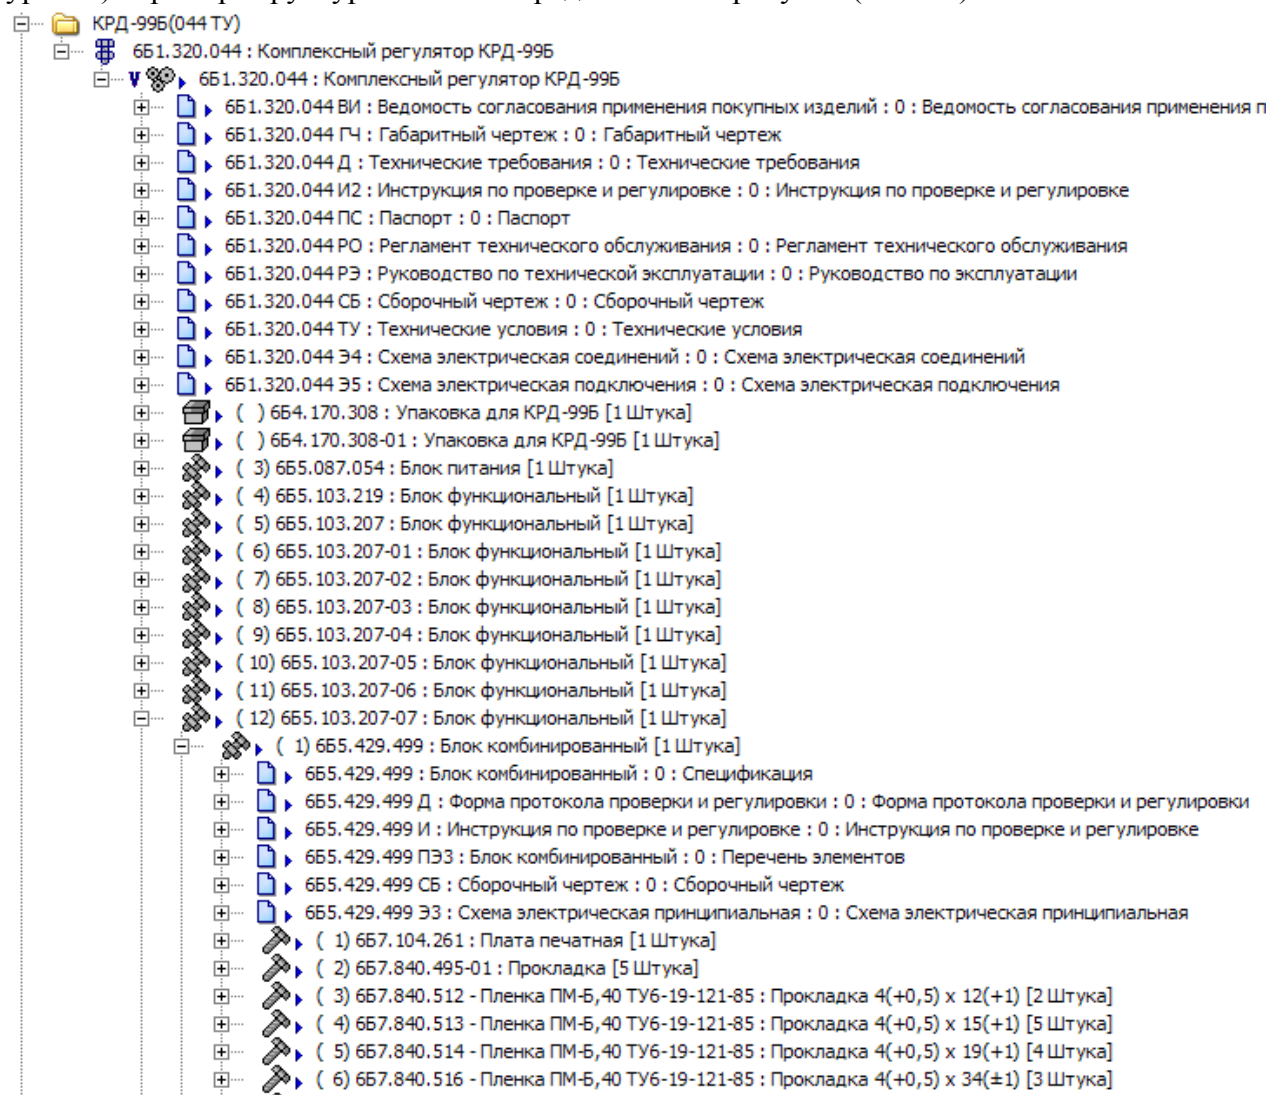 КРД-99Б(044 ТУ)
6Б1.320.044 : Комплексный регулятор КРД-99Б
6Б1.320.044 : Комплексный регулятор КРД-99Б
6Б1.320.044 ВИ : Ведомость согласования применения покупных изделий : 0 : Ведомость согласования применения п
6Б1.320.044 ГЧ : Габаритный чертеж : 0 : Габаритный чертеж
6Б1.320.044 Д : Технические требования : 0 : Технические требования
6Б1.320.044 И2 : Инструкция по проверке и регулировке : 0 : Инструкция по проверке и регулировке
6Б1.320.044 ПС : Паспорт : 0 : Паспорт
6Б1.320.044 РО : Регламент технического обслуживания : 0 : Регламент технического обслуживания
6Б1.320.044 РЭ : Руководство по технической эксплуатации : 0 : Руководство по эксплуатации
6Б1.320.044 СБ : Сборочный чертеж : 0 : Сборочный чертеж
6Б1.320.044 ТУ : Технические условия : 0 : Технические условия
6Б1.320.044 Э4 : Схема электрическая соединений : 0 : Схема электрическая соединений
6Б1.320.044 Э5 : Схема электрическая подключения : 0 : Схема электрическая подключения
( ) 6Б4.170.308 : Упаковка для КРД-99Б [1 Штука]
( ) 6Б4.170.308-01 : Упаковка для КРД-99Б [1 Штука]
( 3) 6Б5.087.054 : Блок питания [1 Штука]
( 4) 6Б5.103.219 : Блок функциональный [1 Штука]
( 5) 6Б5.103.207 : Блок функциональный [1 Штука]
( 6) 6Б5.103.207-01 : Блок функциональный [1 Штука]
( 7) 6Б5.103.207-02 : Блок функциональный [1 Штука]
( 8) 6Б5.103.207-03 : Блок функциональный [1 Штука]
( 9) 6Б5.103.207-04 : Блок функциональный [1 Штука]
( 10) 6Б5.103.207-05 : Блок функциональный [1 Штука]
( 11) 6Б5.103.207-06 : Блок функциональный [1 Штука]
( 12) 6Б5.103.207-07 : Блок функциональный [1 Штука]
( 1) 6Б5.429.499 : Блок комбинированный [1 Штука]
6Б5.429.499 : Блок комбинированный : 0 : Спецификация
6Б5.429.499 Д : Форма протокола проверки и регулировки : 0 : Форма протокола проверки и регулировки
6Б5.429.499 И : Инструкция по проверке и регулировке : 0 : Инструкция по проверке и регулировке
6Б5.429.499 ПЭ3 : Блок комбинированный : 0 : Перечень элементов
6Б5.429.499 СБ : Сборочный чертеж : 0 : Сборочный чертеж
6Б5.429.499 Э3 : Схема электрическая принципиальная : 0 : Схема электрическая принципиальная
( 1) 6Б7.104.261 : Плата печатная [1 Штука]
( 2) 6Б7.840.495-01 : Прокладка [5 Штука]
( 3) 6Б7.840.512 - Пленка ПМ-Б,40 ТУ6-19-121-85 : Прокладка 4(+0,5) x 12(+1) [2 Штука]
( 4) 6Б7.840.513 - Пленка ПМ-Б,40 ТУ6-19-121-85 : Прокладка 4(+0,5) x 15(+1) [5 Штука]
( 5) 6Б7.840.514 - Пленка ПМ-Б,40 ТУ6-19-121-85 : Прокладка 4(+0,5) x 19(+1) [4 Штука]
( 6) 6Б7.840.516 - Пленка ПМ-Б,40 ТУ6-19-121-85 : Прокладка 4(+0,5) x 34(±1) [3 Штука]